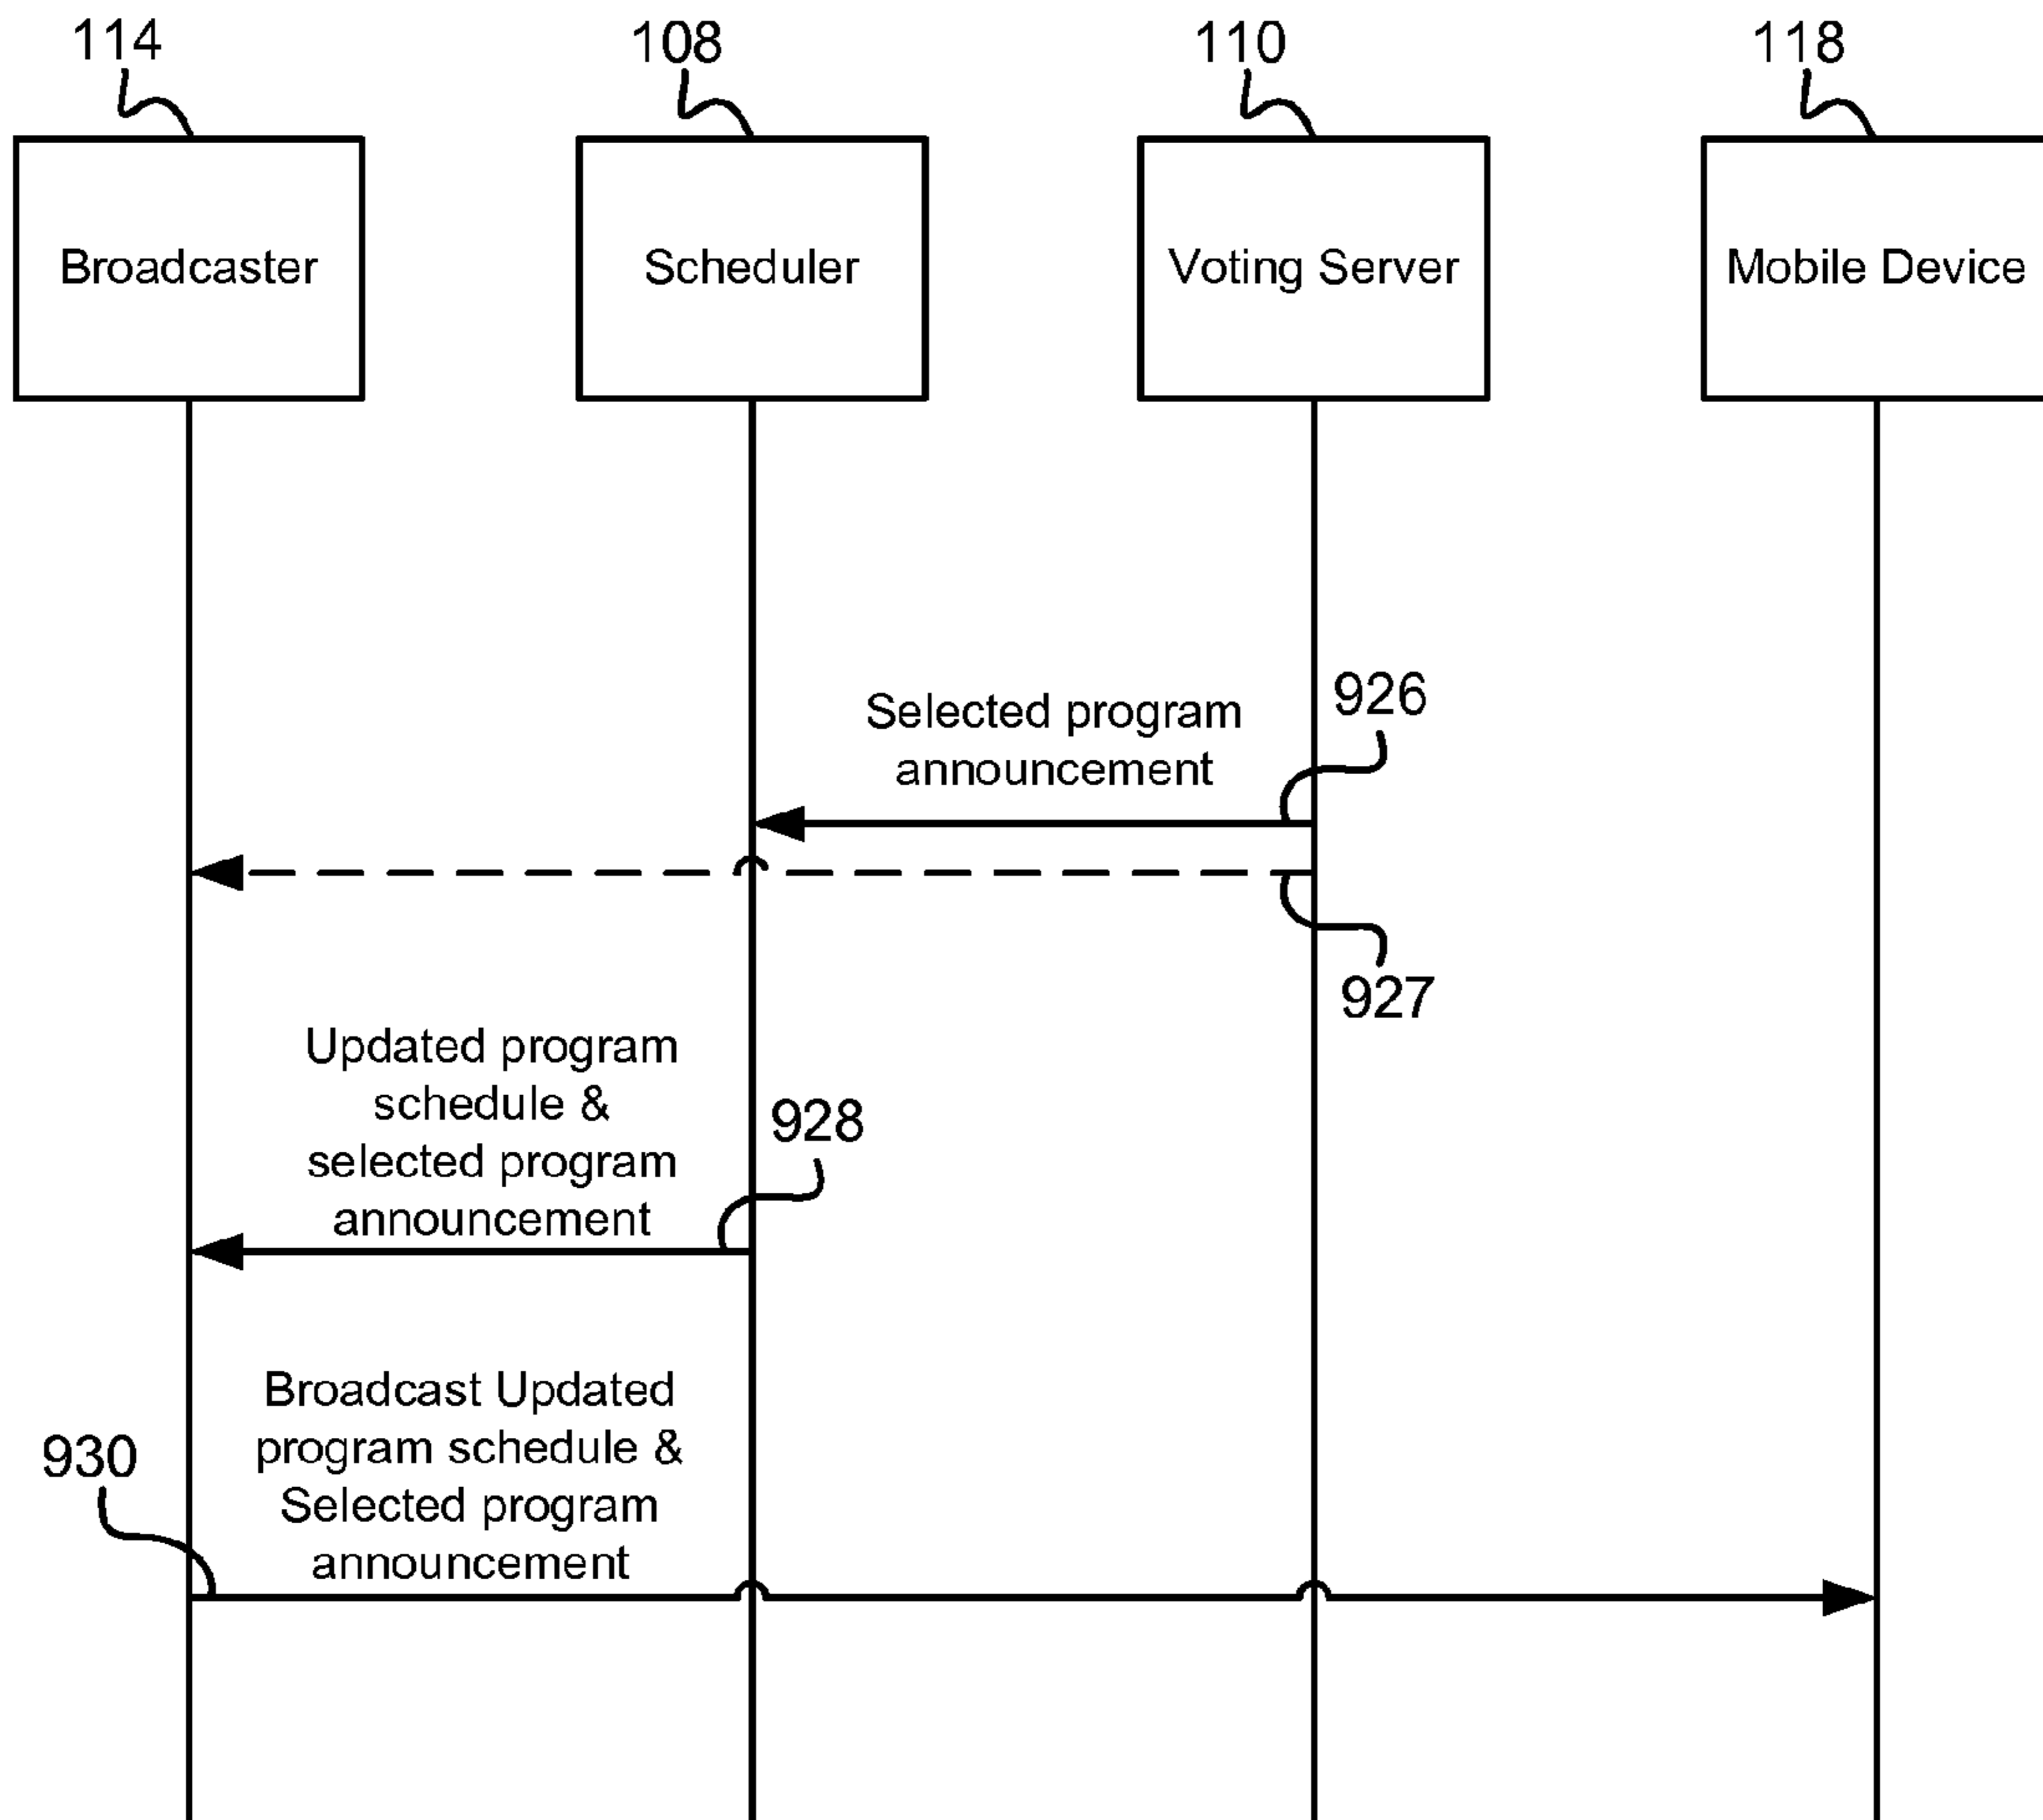 114
108
110
118
Broadcaster
Scheduler
Voting Server
Mobile Device
Selected program
announcement
926
927
Updated program
schedule &
selected program
announcement
928
Broadcast Updated
program schedule &
Selected program
announcement
930